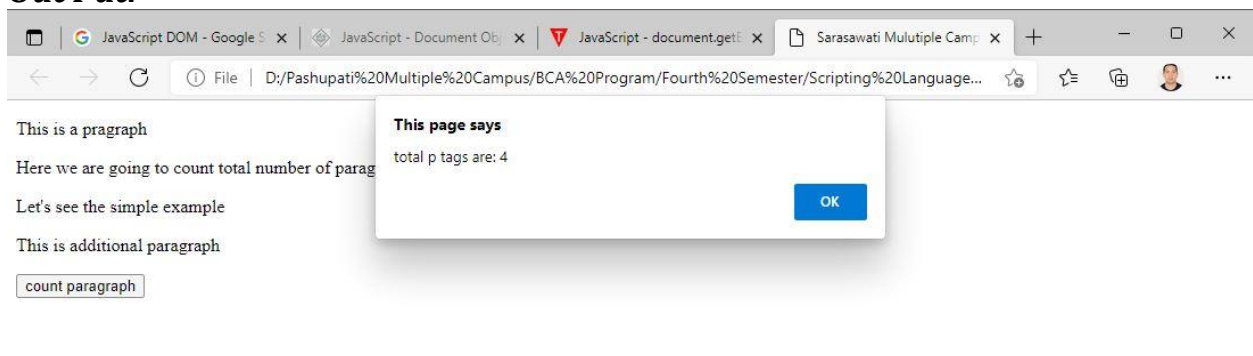 JavaScript DOM - Google S
JavaScript - Document Obj
JavaScript - document.getE
Sarasawati Mulutiple Camp
File | D:/Pashupati%20Multiple%20Campus/BCA%20Program/Fourth%20Semester/Scripting%20Language...
This page says
total p tags are: 4
OK
This is a pragraph
Here we are going to count total number of parag
Let's see the simple example
This is additional paragraph
count paragraph